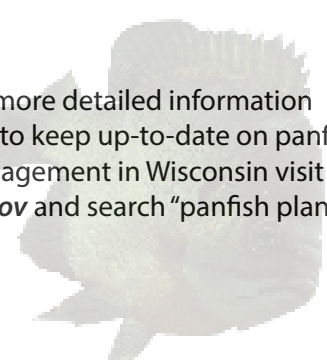 more detailed information
to keep up-to-date on panf
agement in Wisconsin visit
ov and search “panfish plan